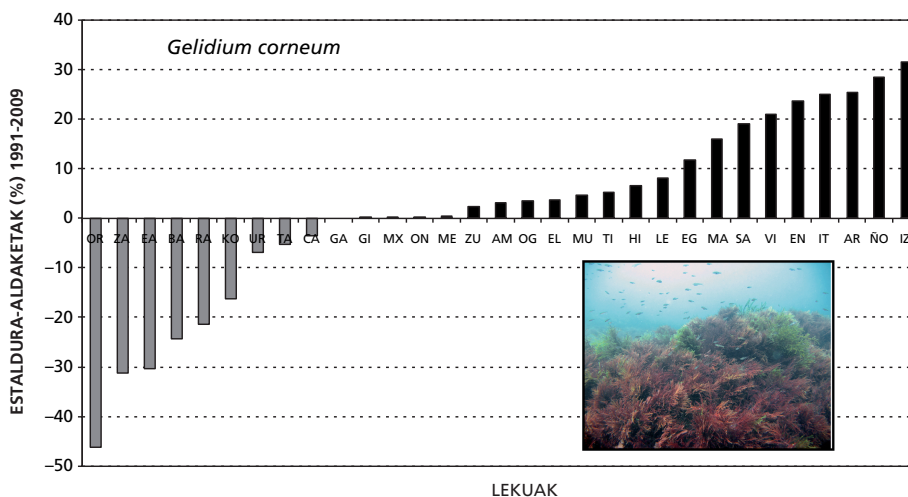 Gelidium corneum
ESTALDURA-ALDAKETAK (%) 1991-2009
40
30
20
10
0
–10
–20
–30
–40
–50
OR ZA EA BA RA KO UR TA CA GA GI MX ON ME ZU AM OG EL MU TI HI LE EG MA SA VI EN IT AR ÑO IZ
LEKUAK